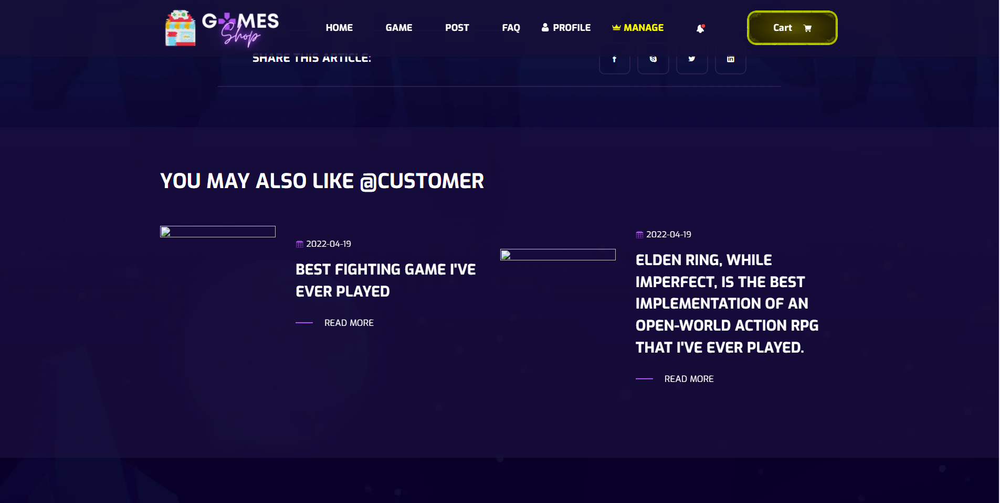 GAMES
Shop
HOME GAME POST FAQ PROFILE MANAGE Cart
SHARE THIS ARTICLE:
YOU MAY ALSO LIKE @CUSTOMER
2022-04-19
BEST FIGHTING GAME I'VE
EVER PLAYED
READ MORE
2022-04-19
ELDEN RING, WHILE
IMPERFECT, IS THE BEST
IMPLEMENTATION OF AN
OPEN-WORLD ACTION RPG
THAT I'VE EVER PLAYED.
READ MORE